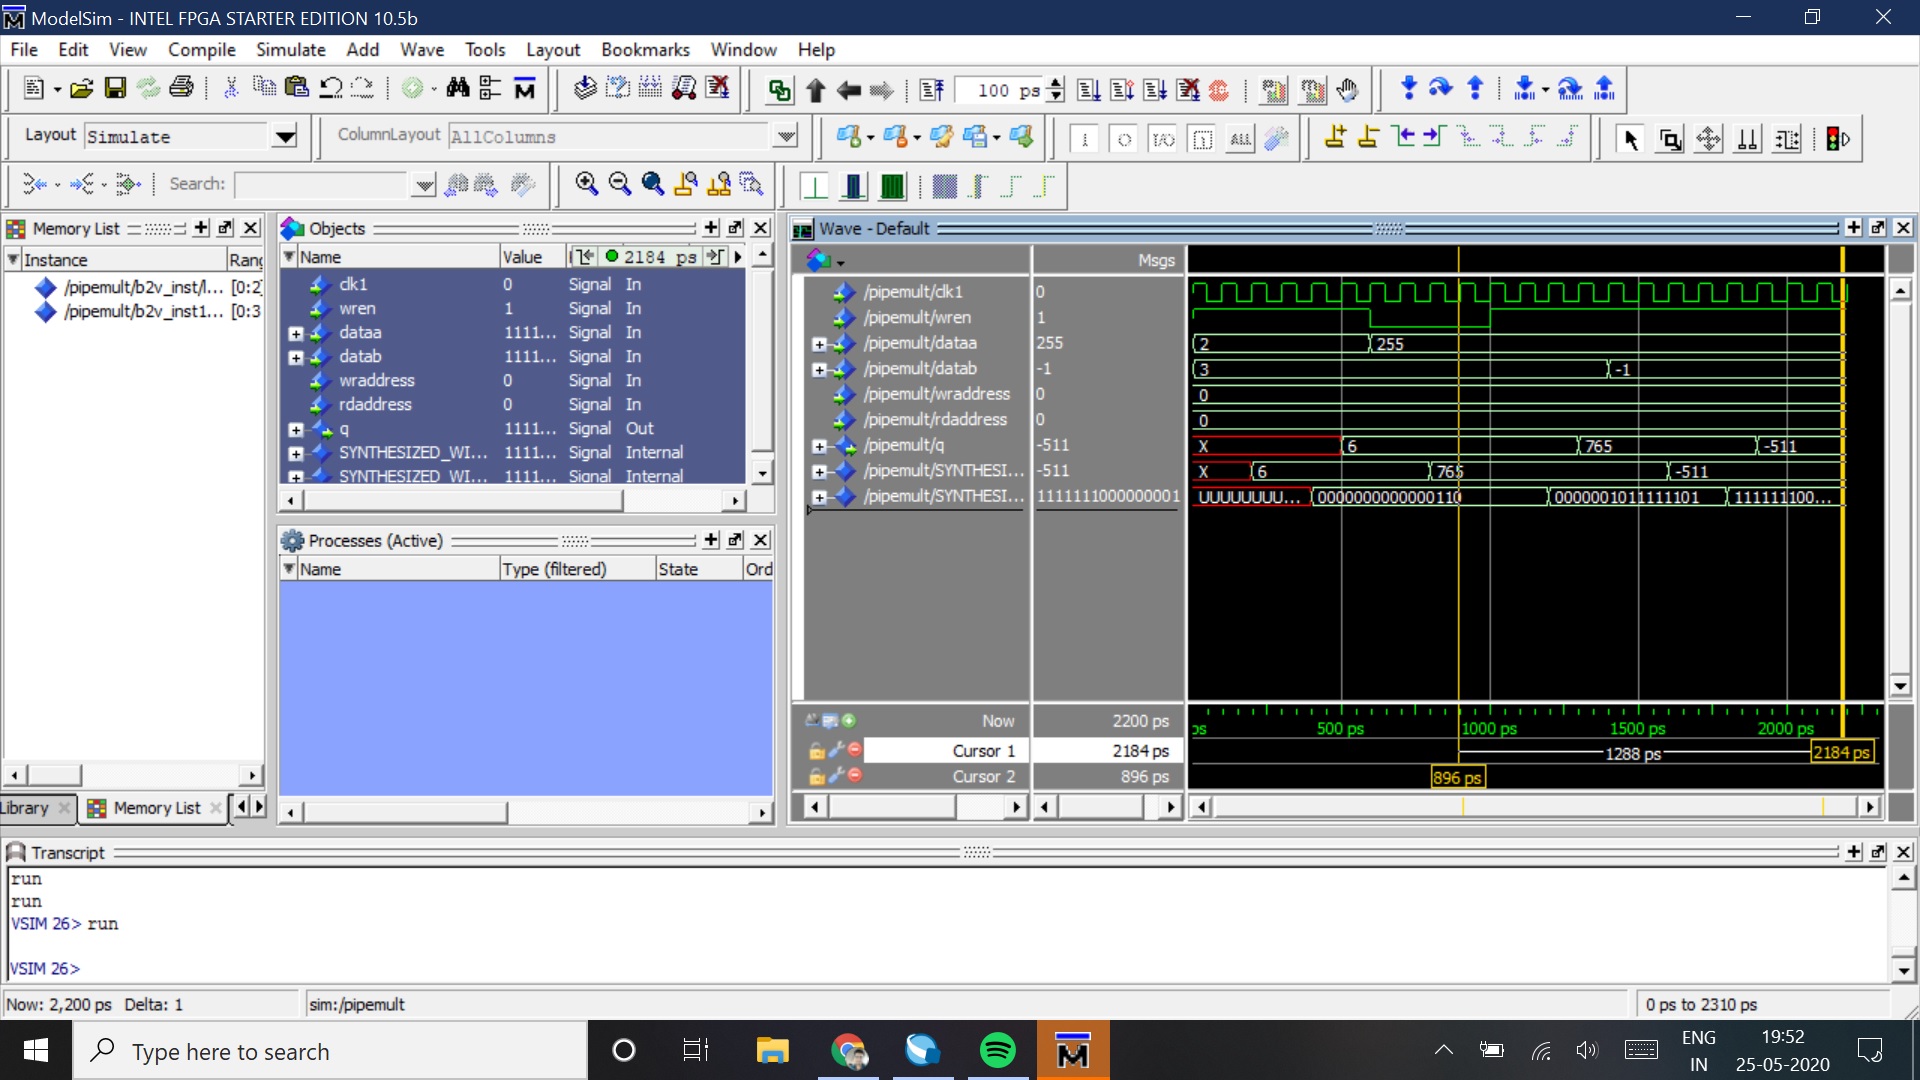 ModelSim - INTEL FPGA STARTER EDITION 10.5b
File Edit View Compile Simulate Add Wave Tools Layout Bookmarks Window Help
100 ps
Layout Simulate ColumnLayout AllColumns
Search:
Memory List
Instance Rang
/pipemult/b2v_inst/l... [0:2]
/pipemult/b2v_inst1... [0:3
Library Memory List
Objects
Name Value 2184 ps
clk1 0 Signal In
wren 1 Signal In
dataa 1111... Signal In
datab 1111... Signal In
wraddress 0 Signal In
rdaddress 0 Signal In
q 1111... Signal Out
SYNTHESIZED_WI... 1111... Signal Internal
SYNTHESIZED_WI... 1111... Signal Internal
Processes (Active)
Name Type (filtered) State Ord
Wave - Default
Msgs
/pipemult/clk1 0
/pipemult/wren 1
/pipemult/dataa 255 2 255
/pipemult/datab -1 3 -1
/pipemult/wraddress 0 0
/pipemult/rdaddress 0 0
/pipemult/q -511 X 6 765 -511
/pipemult/SYNTHESI... -511 X 6 765 -511
/pipemult/SYNTHESI... 1111111000000001 UUUUUUUU... 0000000000000110 0000001011111101 111111100...
Now 2200 ps ps 500 ps 1000 ps 1500 ps 2000 ps
Cursor 1 2184 ps 1288 ps 2184 ps
Cursor 2 896 ps 896 ps
Transcript
run
run
VSIM 26> run
VSIM 26>
Now: 2,200 ps Delta: 1 sim:/pipemult 0 ps to 2310 ps
Type here to search
ENG
IN
19:52
25-05-2020